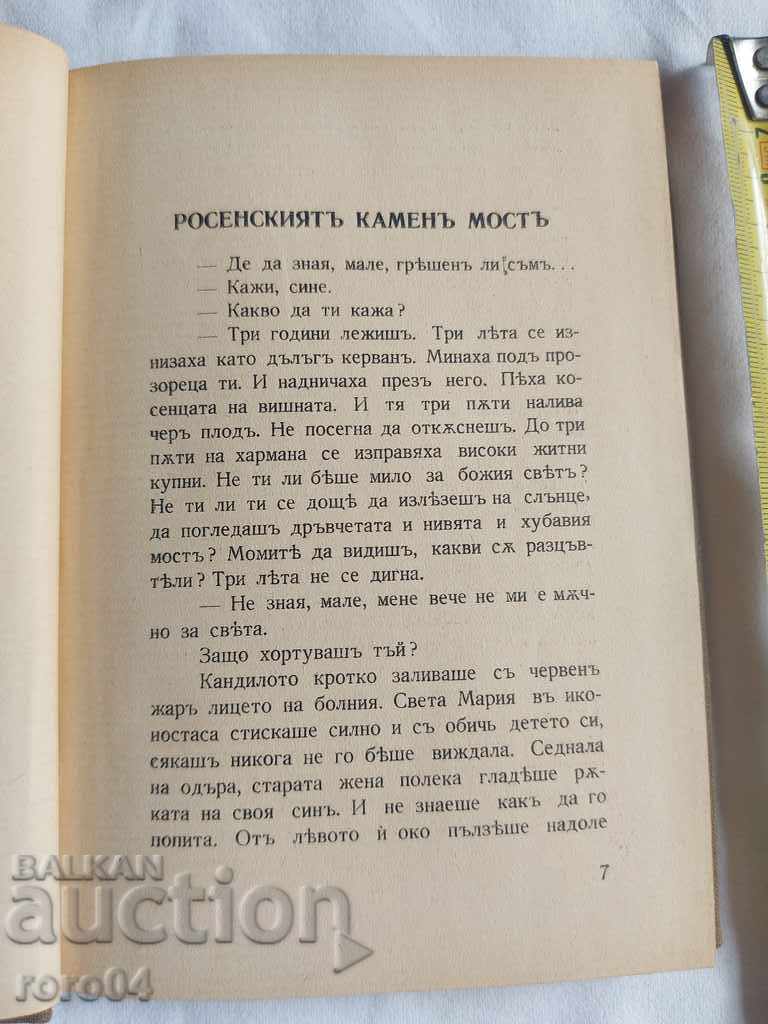 РОСЕНСКИЯТЪ КАМЕНЪ МОСТЪ
— Де да зная, мале, грѣшенъ ли съмъ...
— Кажи, сине.
— Какво да ти кажа?
— Три години лежишъ. Три лѣта се из-
низаха като дълъгъ керванъ. Минаха подъ про-
зореца ти. И надничаха презъ него. Пѣха ко-
сенцата на вишната. И тя три пѫти налива
черъ плодъ. Не посегна да откѫснешъ. До три
пѫти на хармана се изправяха високи житни
купни. Не ти ли бѣше мило за божия свѣтъ?
Не ти ли ти се дощѣ да излѣзешъ на слънце,
да погледашъ дръвчетата и нивята и хубавия
мостъ? Момитѣ да видишъ, какви сѫ разцъв-
тѣли? Три лѣта не се дигна.
— Не зная, мале, мене вече не ми е мѫч-
но за свѣта.
Защо хортувашъ тъй?
Кандилото кротко заливаше съ червенъ
жаръ лицето на болния. Света Мария въ ико-
ностаса стискаше силно и съ обичь детето си,
сякашъ никога не го бѣше виждала. Седнала
на одъра, старата жена полека гладѣше рѫ-
ката на своя синъ. И не знаеше какъ да го
попита. Отъ лѣвото ѝ око пълзѣше надоле
7
BALKAN
auction
roro04
7